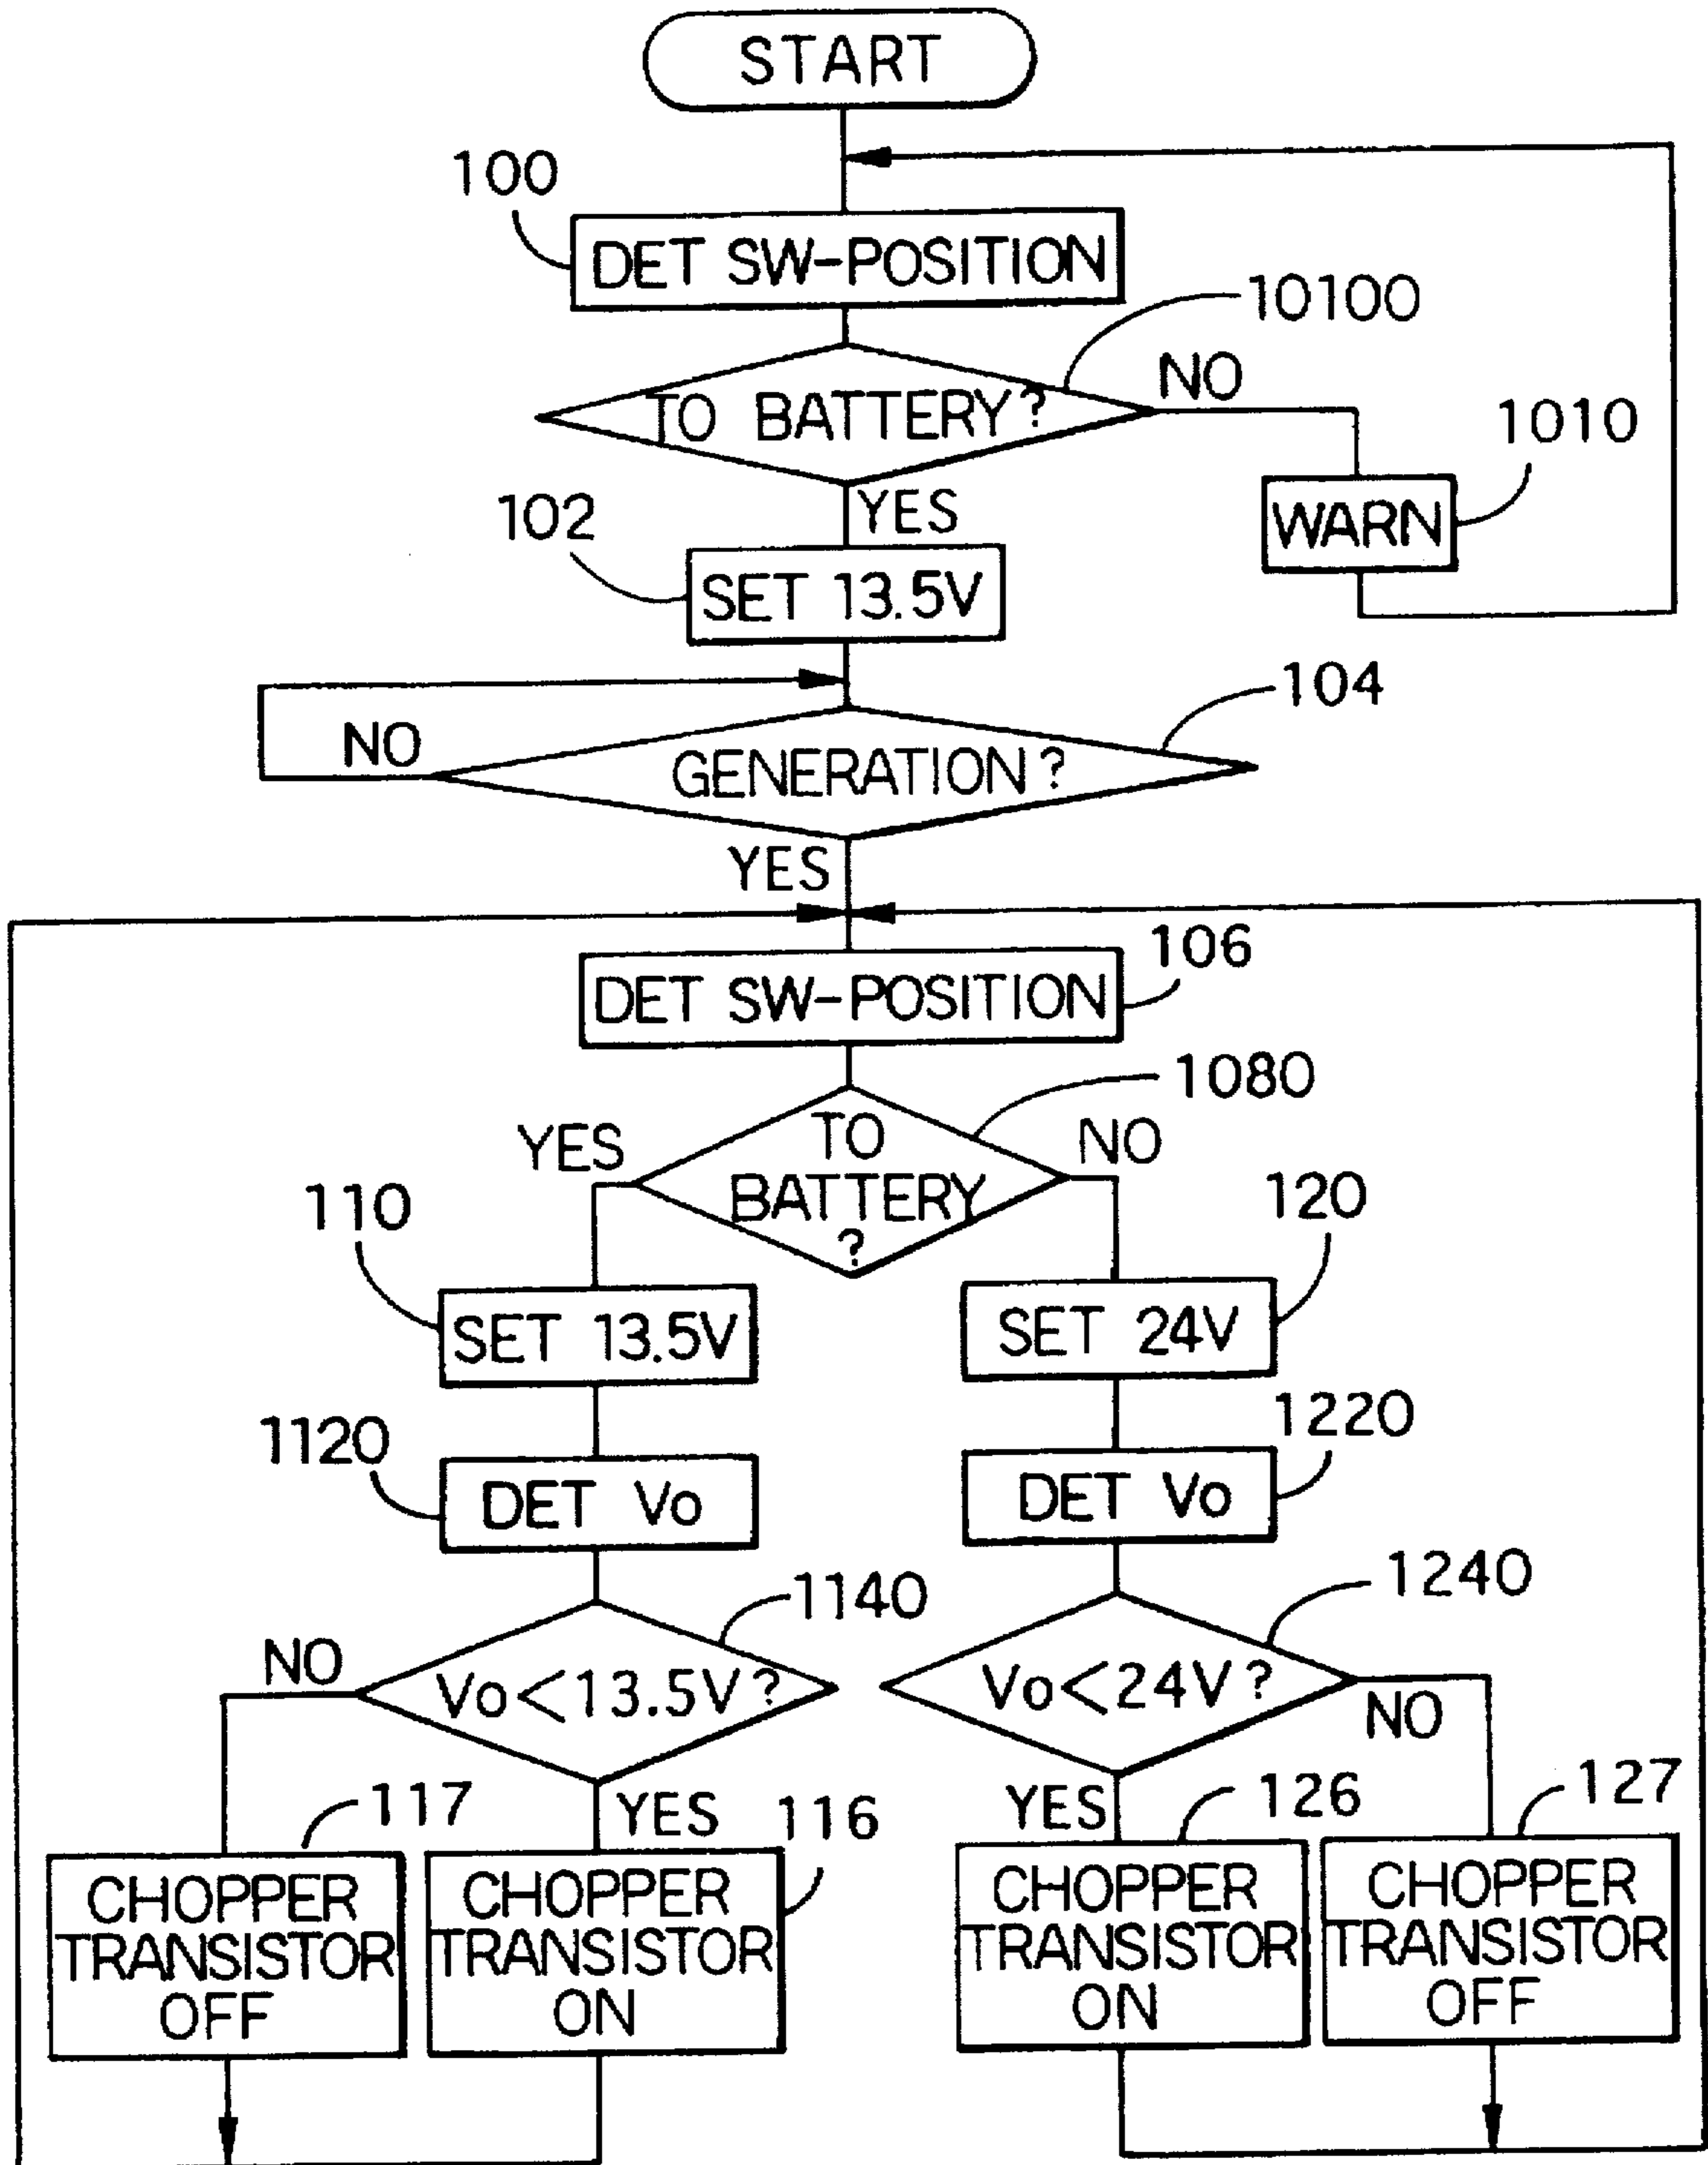 START
100
DET SW-POSITION
10100
TO BATTERY?
NO
1010
WARN
YES
102
SET 13.5V
104
NO
GENERATION?
YES
106
DET SW-POSITION
1080
YES
TO
BATTERY
?
NO
110
120
SET 13.5V
SET 24V
1120
1220
DET Vo
DET Vo
1140
1240
NO
Vo<13.5V?
Vo<24V?
NO
117
YES
116
YES
126
127
CHOPPER
TRANSISTOR
OFF
CHOPPER
TRANSISTOR
ON
CHOPPER
TRANSISTOR
ON
CHOPPER
TRANSISTOR
OFF